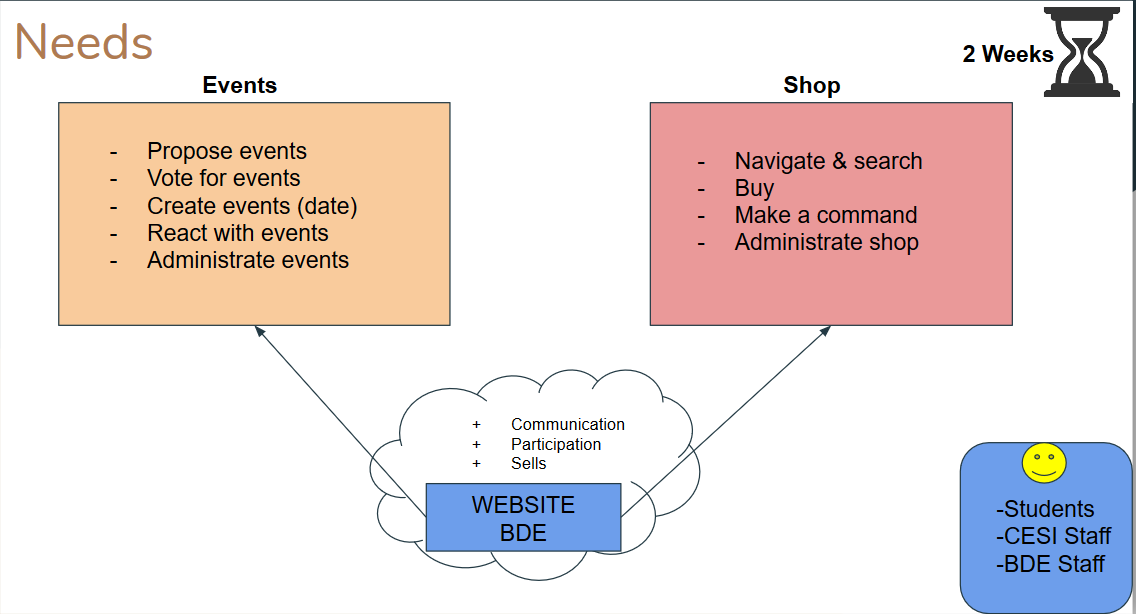 Needs
2 Weeks
Events
- Propose events
- Vote for events
- Create events (date)
- React with events
- Administrate events
Shop
- Navigate & search
- Buy
- Make a command
- Administrate shop
+ Communication
+ Participation
+ Sells
WEBSITE
BDE
-Students
-CESI Staff
-BDE Staff